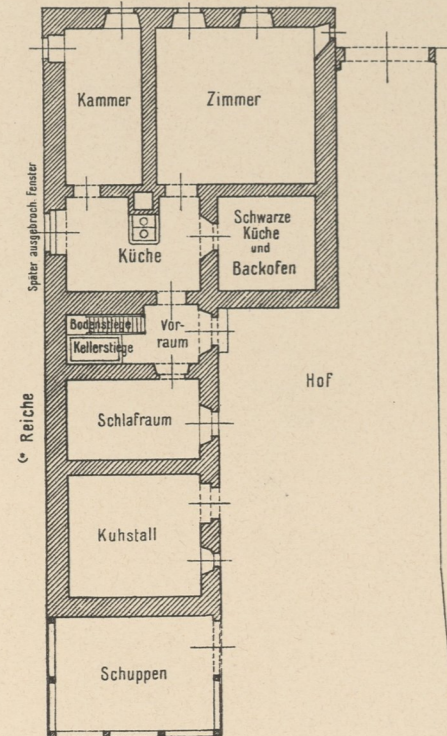 Kammer
Zimmer
Später ausgebroch. Fenster
Küche
Schwarze
Küche
und
Backofen
Bodenstiege
Kellerstiege
Vor-
raum
Hof
Reiche
Schlafraum
Kuhstall
Schuppen